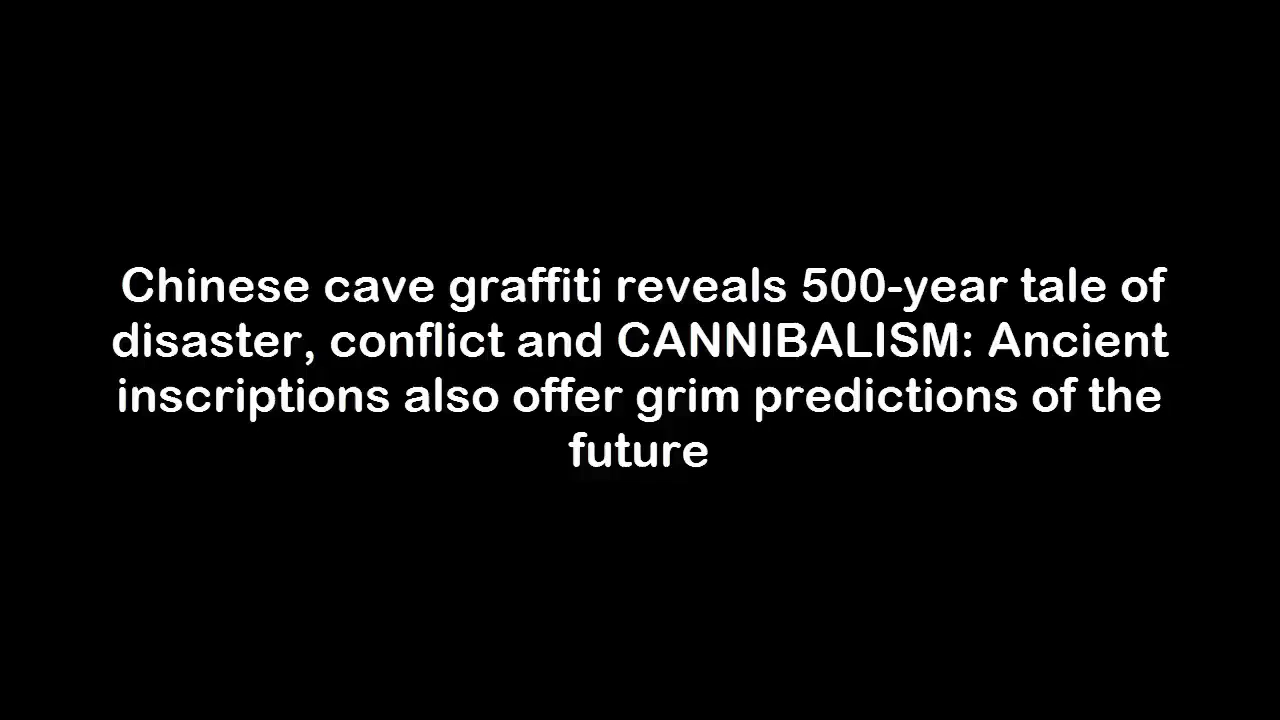 Chinese cave graffiti reveals 500-year tale of
disaster, conflict and CANNIBALISM: Ancient
inscriptions also offer grim predictions of the
future